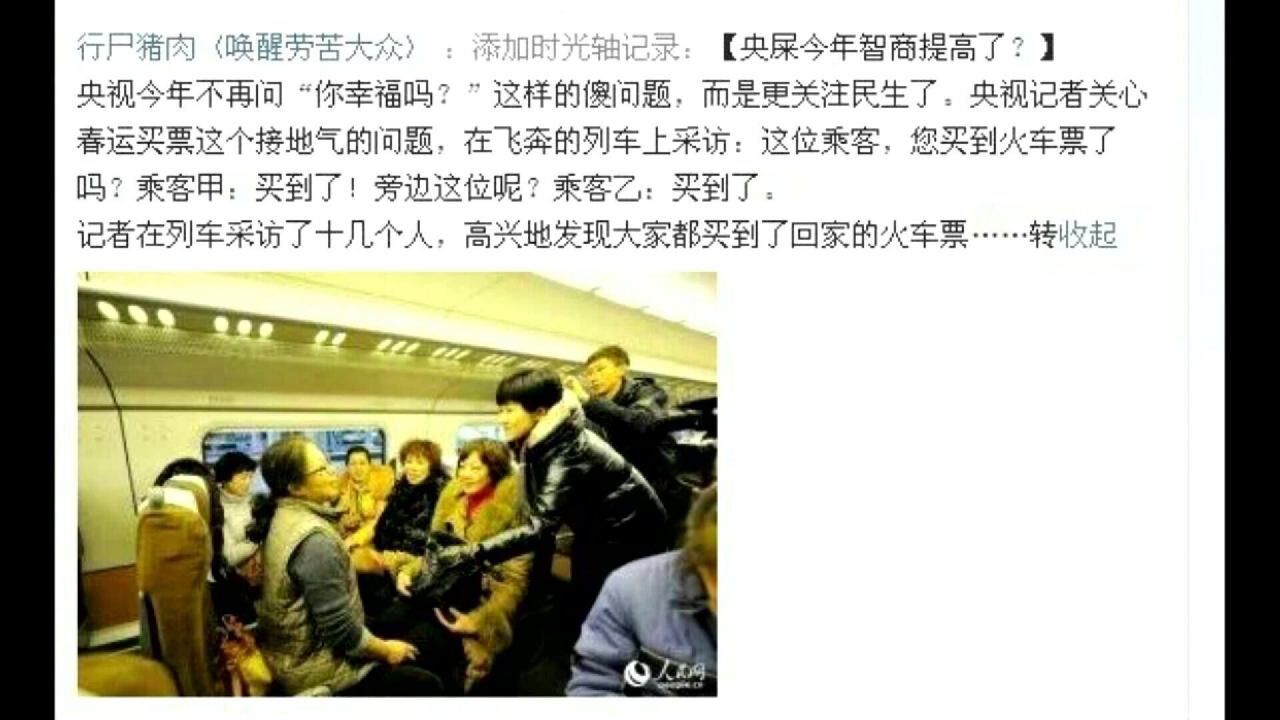 行尸猪肉（唤醒劳苦大众）：添加时光轴记录：【央屎今年智商提高了？】
央视今年不再问“你幸福吗？”这样的傻问题，而是更关注民生了。央视记者关心
春运买票这个接地气的问题，在飞奔的列车上采访：这位乘客，您买到火车票了
吗？乘客甲：买到了！旁边这位呢？乘客乙：买到了。
记者在列车采访了十几个人，高兴地发现大家都买到了回家的火车票……转收起
人民网